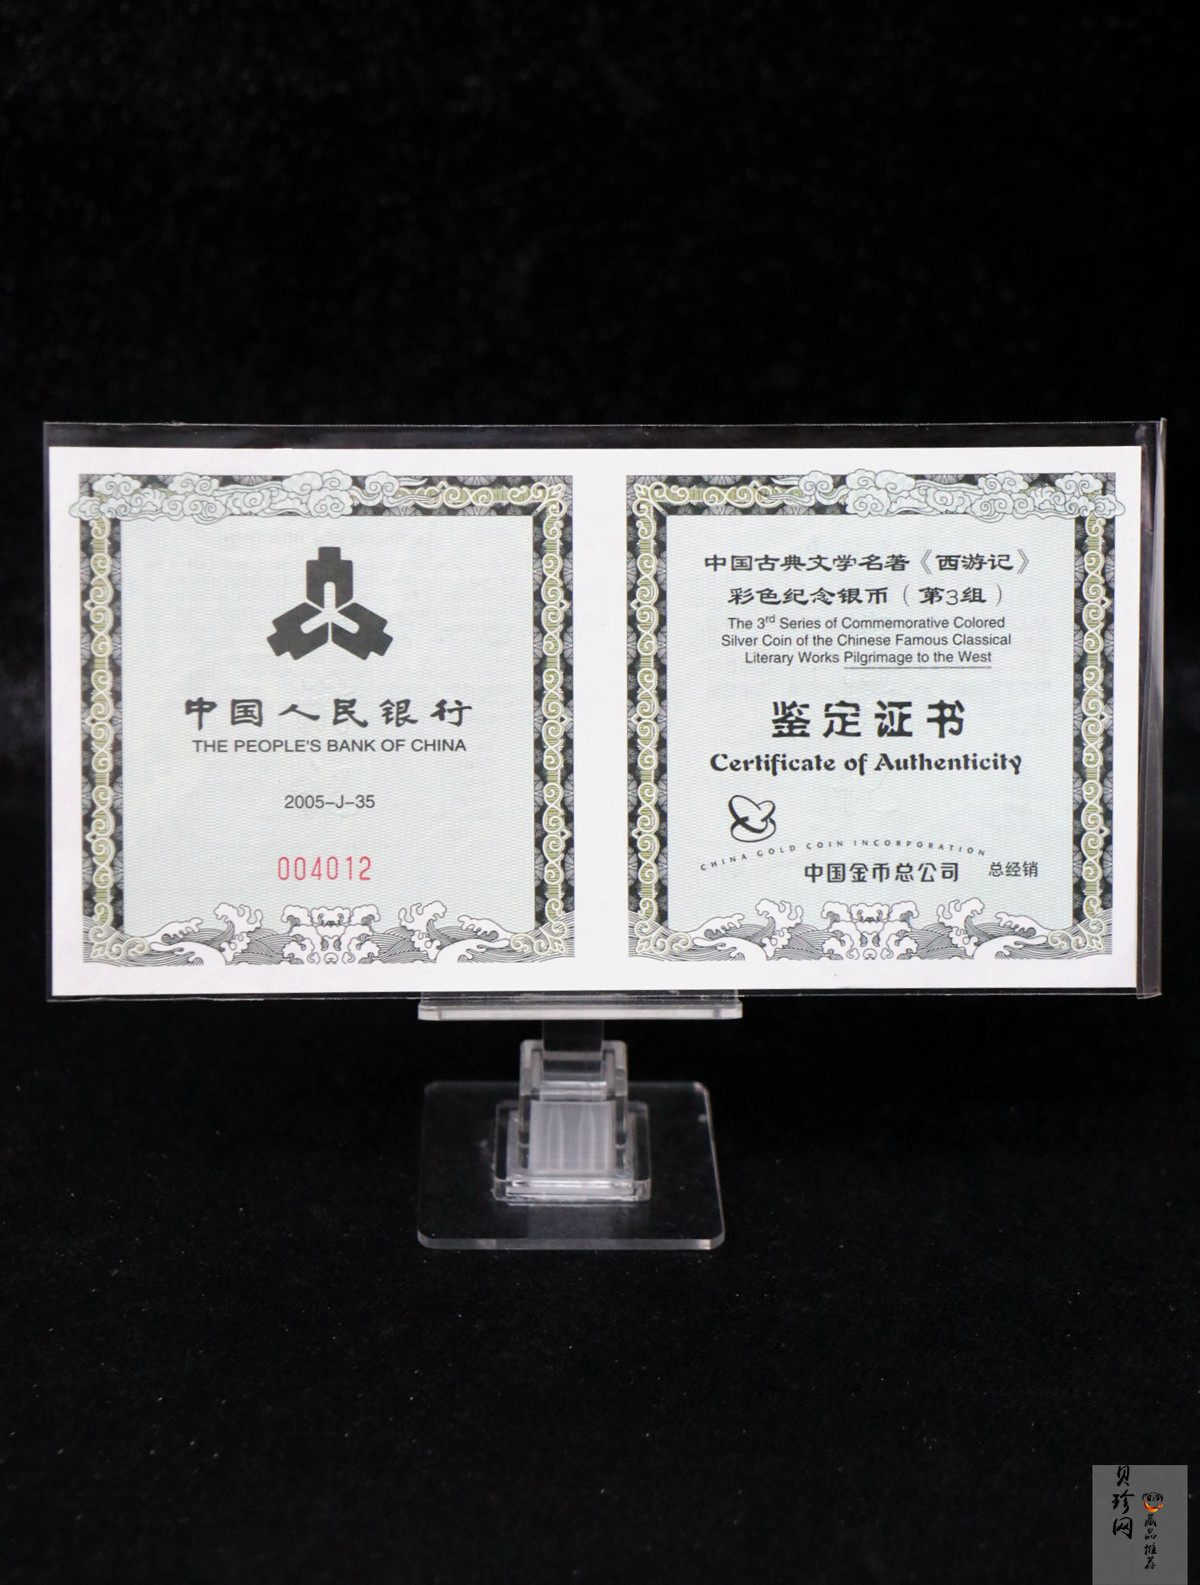 中国人民银行
THE PEOPLE'S BANK OF CHINA
2005-J-35
004012
中国古典文学名著《西游记》
彩色纪念银币（第3组）
The 3rd Series of Commemorative Colored
Silver Coin of the Chinese Famous Classical
Literary Works Pilgrimage to the West
鉴定证书
Certificate of Authenticity
CHINA GOLD COIN INCORPORATION
中国金币总公司 总经销
贝珍网
藏品推荐